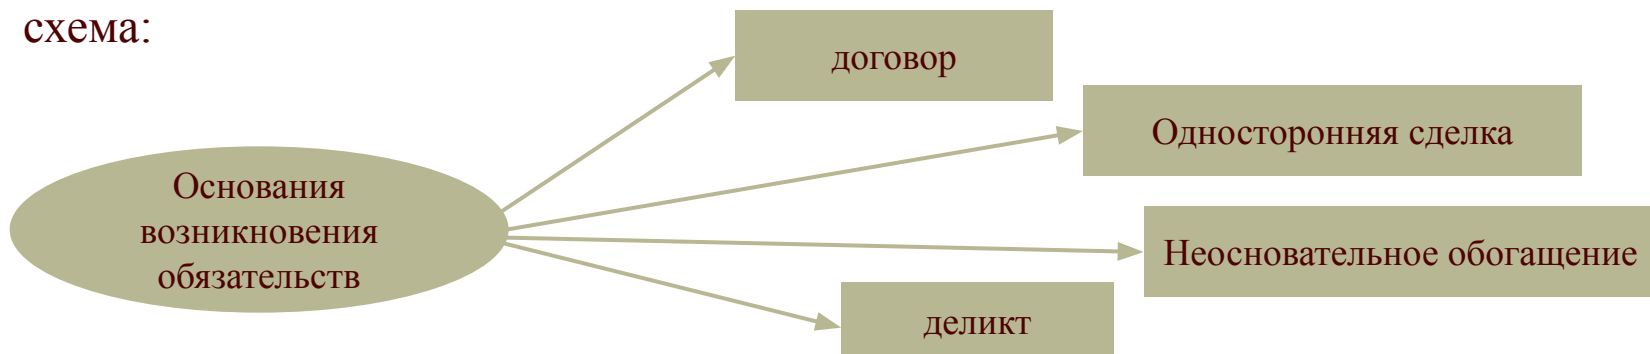 схема:
договор
Односторонняя сделка
Основания
возникновения
обязательств
Неосновательное обогащение
деликт